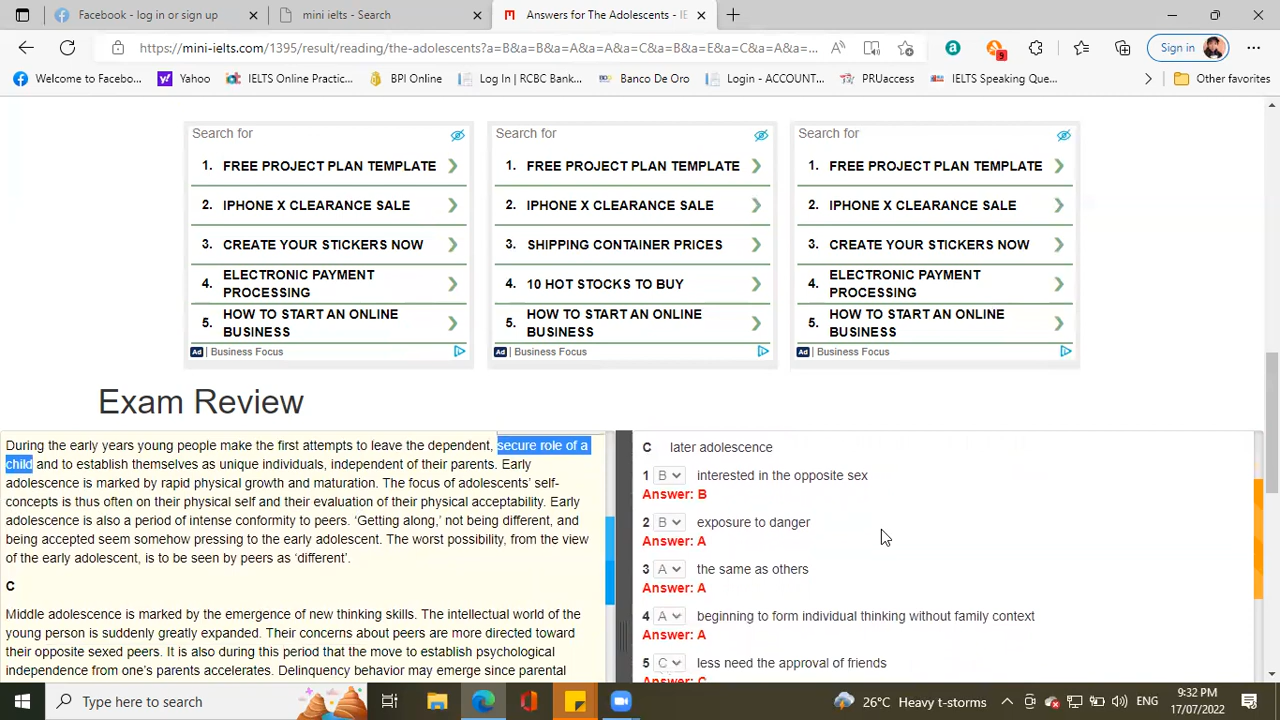 Facebook - log in or sign up
mini ielts - Search
Answers for The Adolescents - IE
https://mini-ielts.com/1395/result/reading/the-adolescents?a=B&a=B&a=A&a=A&a=C&a=B&a=E&a=C&a=A&a=...
Sign in
Welcome to Facebo...
Yahoo
IELTS Online Practic...
BPI Online
Log In | RCBC Bank...
Banco De Oro
Login - ACCOUNT...
PRUaccess
IELTS Speaking Que...
Other favorites
Search for
1. FREE PROJECT PLAN TEMPLATE
2. IPHONE X CLEARANCE SALE
3. CREATE YOUR STICKERS NOW
4. ELECTRONIC PAYMENT
PROCESSING
5. HOW TO START AN ONLINE
BUSINESS
Ad | Business Focus
Search for
1. FREE PROJECT PLAN TEMPLATE
2. IPHONE X CLEARANCE SALE
3. SHIPPING CONTAINER PRICES
4. 10 HOT STOCKS TO BUY
5. HOW TO START AN ONLINE
BUSINESS
Ad | Business Focus
Search for
1. FREE PROJECT PLAN TEMPLATE
2. IPHONE X CLEARANCE SALE
3. CREATE YOUR STICKERS NOW
4. ELECTRONIC PAYMENT
PROCESSING
5. HOW TO START AN ONLINE
BUSINESS
Ad | Business Focus
Exam Review
During the early years young people make the first attempts to leave the dependent, secure role of a
child and to establish themselves as unique individuals, independent of their parents. Early
adolescence is marked by rapid physical growth and maturation. The focus of adolescents’ self-
concepts is thus often on their physical self and their evaluation of their physical acceptability. Early
adolescence is also a period of intense conformity to peers. ‘Getting along,’ not being different, and
being accepted seem somehow pressing to the early adolescent. The worst possibility, from the view
of the early adolescent, is to be seen by peers as ‘different’.
C
Middle adolescence is marked by the emergence of new thinking skills. The intellectual world of the
young person is suddenly greatly expanded. Their concerns about peers are more directed toward
their opposite sexed peers. It is also during this period that the move to establish psychological
independence from one’s parents accelerates. Delinquency behavior may emerge since parental
C later adolescence
1 B interested in the opposite sex
Answer: B
2 B exposure to danger
Answer: A
3 A the same as others
Answer: A
4 A beginning to form individual thinking without family context
Answer: A
5 C less need the approval of friends
Answer: C
Type here to search
26°C Heavy t-storms
ENG
9:32 PM
17/07/2022
9